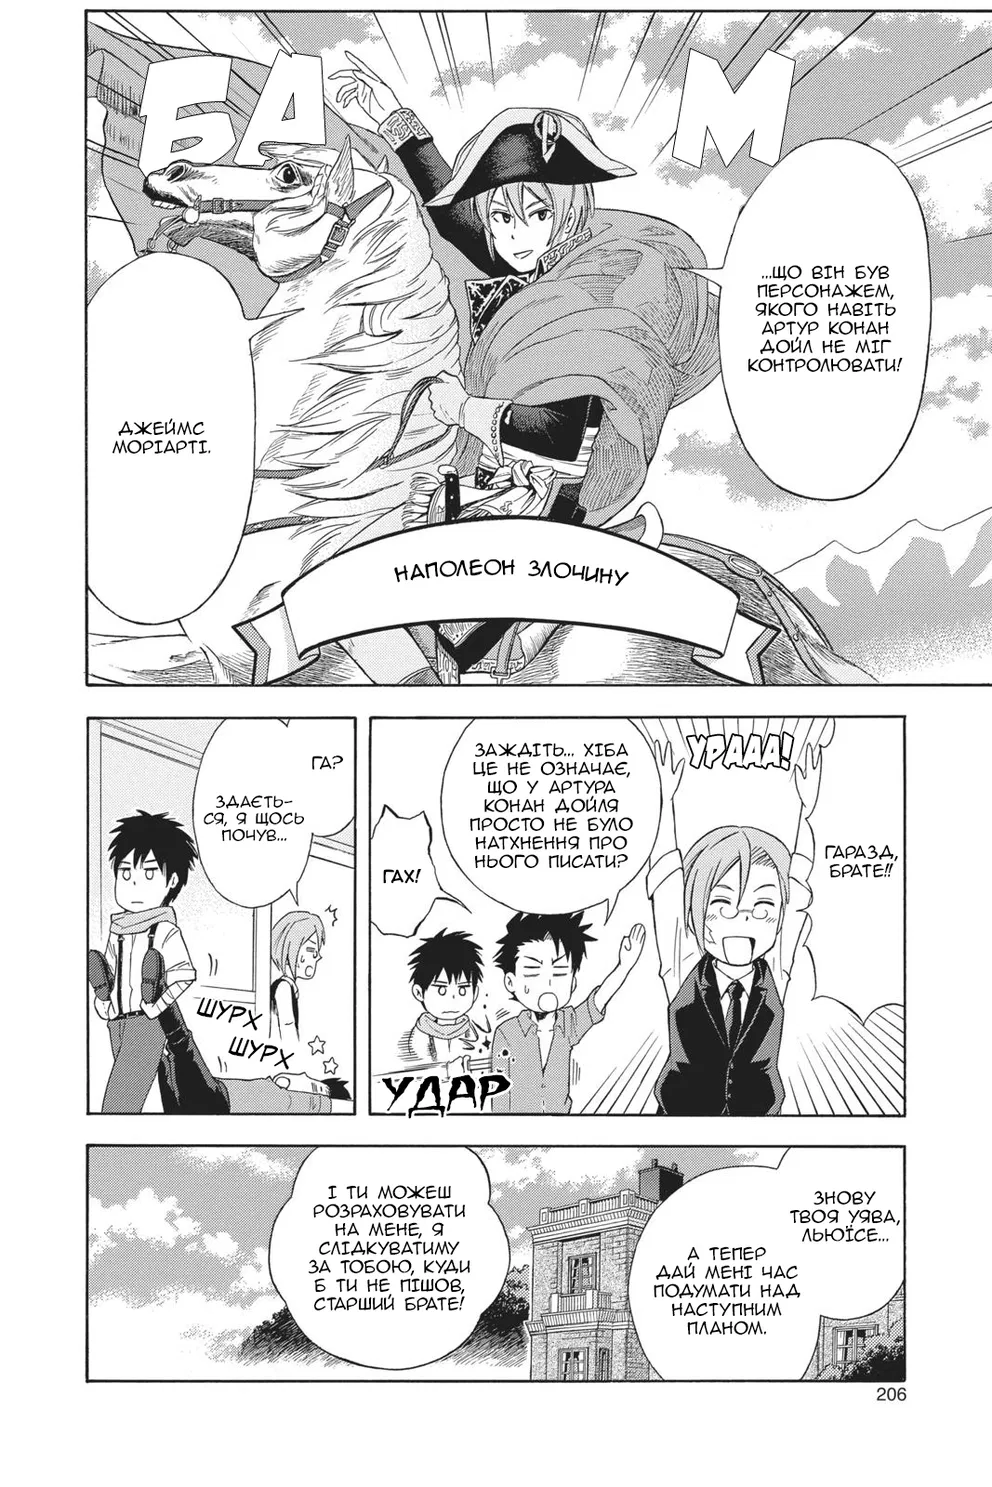 БАМ
...ЩО ВІН БУВ
ПЕРСОНАЖЕМ,
ЯКОГО НАВІТЬ
АРТУР КОНАН
ДОЙЛ НЕ МІГ
КОНТРОЛЮВАТИ!
ДЖЕЙМС
МОРІАРТІ.
НАПОЛЕОН ЗЛОЧИНУ
УРААА!
ГАРАЗД,
БРАТЕ!!
ЗАЖДІТЬ... ХІБА
ЦЕ НЕ ОЗНАЧАЄ,
ЩО У АРТУРА
КОНАН ДОЙЛЯ
ПРОСТО НЕ БУЛО
НАТХНЕННЯ ПРО
НЬОГО ПИСАТИ?
ГАХ!
УДАР
ГА?
ЗДАЄТЬ-
СЯ, Я ЩОСЬ
ПОЧУВ...
ШУРХ
ШУРХ
ЗНОВУ
ТВОЯ УЯВА,
ЛЬЮЇСЕ...
А ТЕПЕР
ДАЙ МЕНІ ЧАС
ПОДУМАТИ НАД
НАСТУПНИМ
ПЛАНОМ.
І ТИ МОЖЕШ
РОЗРАХОВУВАТИ
НА МЕНЕ, Я
СЛІДКУВАТИМУ
ЗА ТОБОЮ, КУДИ
Б ТИ НЕ ПІШОВ,
СТАРШИЙ БРАТЕ!
206